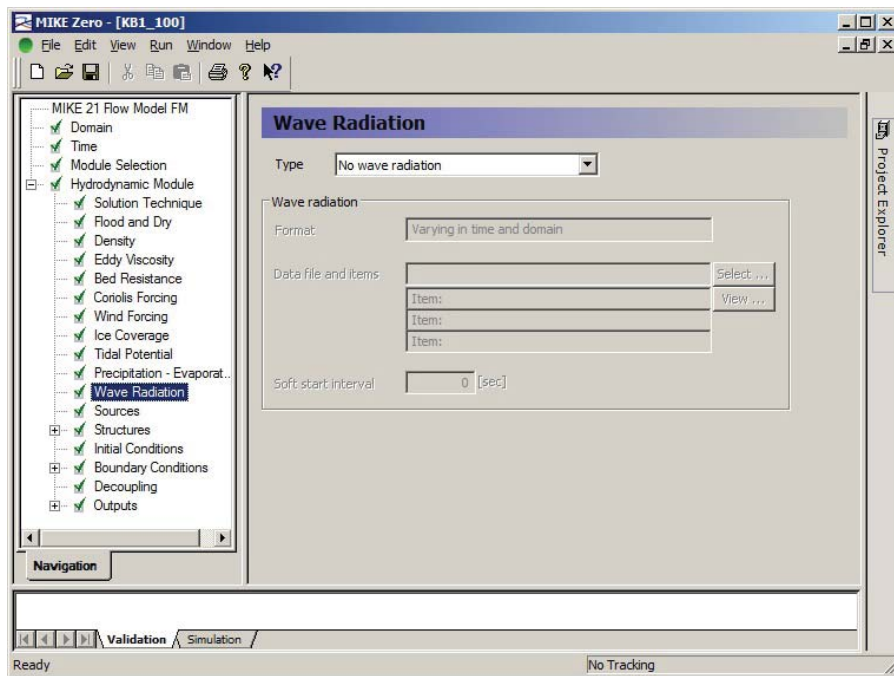 MIKE Zero - [KB1_100]
File Edit View Run Window Help
MIKE 21 Flow Model FM
Domain
Time
Module Selection
Hydrodynamic Module
Solution Technique
Flood and Dry
Density
Eddy Viscosity
Bed Resistance
Coriolis Forcing
Wind Forcing
Ice Coverage
Tidal Potential
Precipitation - Evaporat..
Wave Radiation
Sources
Structures
Initial Conditions
Boundary Conditions
Decoupling
Outputs
Navigation
Wave Radiation
Type No wave radiation
Wave radiation
Format Varying in time and domain
Data file and items Select ...
Item: View ...
Item:
Item:
Soft start interval 0 [sec]
Project Explorer
Validation Simulation
Ready No Tracking